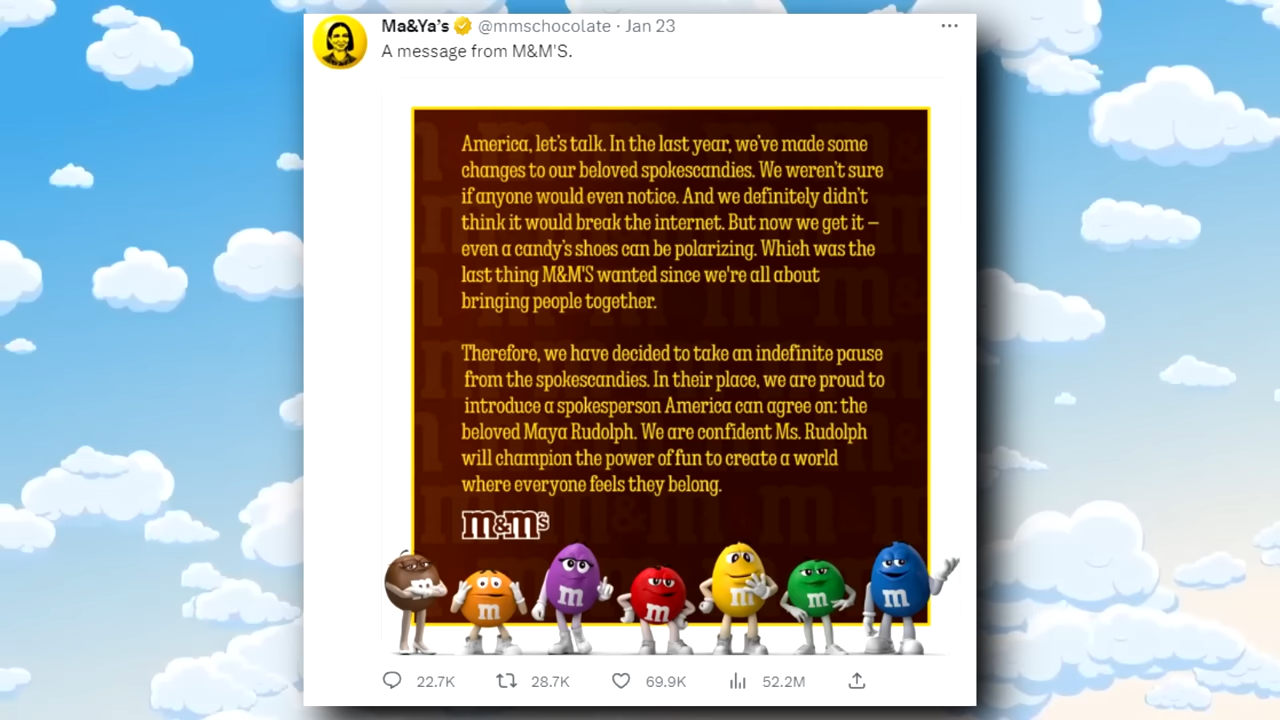 Ma&Ya's @mmschocolate · Jan 23
A message from M&M'S.
America, let's talk. In the last year, we've made some
changes to our beloved spokescandies. We weren't sure
if anyone would even notice. And we definitely didn't
think it would break the internet. But now we get it –
even a candy's shoes can be polarizing. Which was the
last thing M&M'S wanted since we're all about
bringing people together.
Therefore, we have decided to take an indefinite pause
from the spokescandies. In their place, we are proud to
introduce a spokesperson America can agree on: the
beloved Maya Rudolph. We are confident Ms. Rudolph
will champion the power of fun to create a world
where everyone feels they belong.
m&m's
m m m m m m m
22.7K 28.7K 69.9K 52.2M